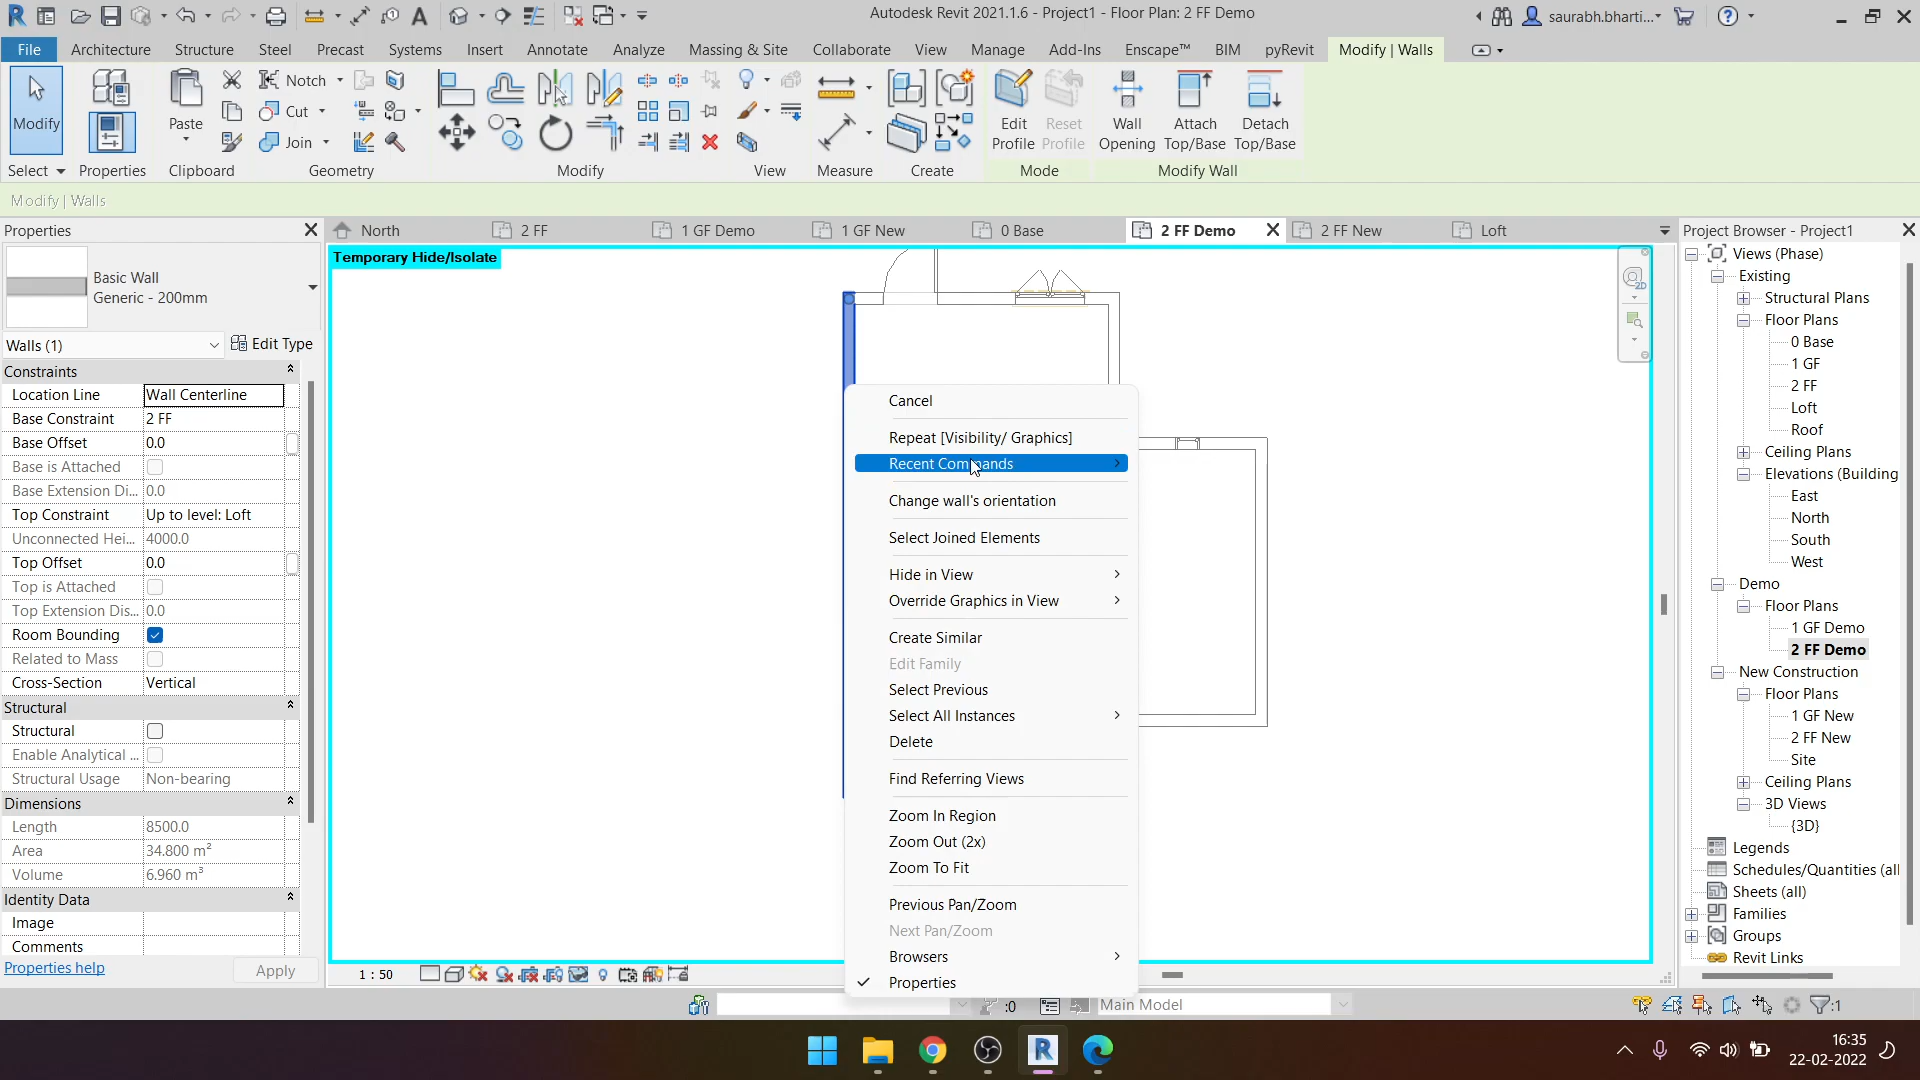 Autodesk Revit 2021.1.6 - Project1 - Floor Plan: 2 FF Demo
saurabh.bharti...
File Architecture Structure Steel Precast Systems Insert Annotate Analyze Massing & Site Collaborate View Manage Add-Ins Enscape™ BIM pyRevit Modify | Walls
Modify
Paste
Notch
Cut
Join
Edit Profile
Reset Profile
Wall Opening
Attach Top/Base
Detach Top/Base
Select Properties Clipboard Geometry Modify View Measure Create Mode Modify Wall
Modify | Walls
Properties
North 2 FF 1 GF Demo 1 GF New 0 Base 2 FF Demo 2 FF New Loft
Project Browser - Project1
Basic Wall
Generic - 200mm
Walls (1)
Edit Type
Constraints
Location Line Wall Centerline
Base Constraint 2 FF
Base Offset 0.0
Base is Attached
Base Extension Di... 0.0
Top Constraint Up to level: Loft
Unconnected Hei... 4000.0
Top Offset 0.0
Top is Attached
Top Extension Dis... 0.0
Room Bounding
Related to Mass
Cross-Section Vertical
Structural
Structural
Enable Analytical ...
Structural Usage Non-bearing
Dimensions
Length 8500.0
Area 34.800 m²
Volume 6.960 m³
Identity Data
Image
Comments
Properties help
Apply
Temporary Hide/Isolate
2D
Cancel
Repeat [Visibility/ Graphics]
Recent Commands
Change wall's orientation
Select Joined Elements
Hide in View
Override Graphics in View
Create Similar
Edit Family
Select Previous
Select All Instances
Delete
Find Referring Views
Zoom In Region
Zoom Out (2x)
Zoom To Fit
Previous Pan/Zoom
Next Pan/Zoom
Browsers
Properties
Views (Phase)
Existing
Structural Plans
Floor Plans
0 Base
1 GF
2 FF
Loft
Roof
Ceiling Plans
Elevations (Building
East
North
South
West
Demo
Floor Plans
1 GF Demo
2 FF Demo
New Construction
Floor Plans
1 GF New
2 FF New
Site
Ceiling Plans
3D Views
{3D}
Legends
Schedules/Quantities (all
Sheets (all)
Families
Groups
Revit Links
1 : 50
:0
Main Model
:1
16:35
22-02-2022